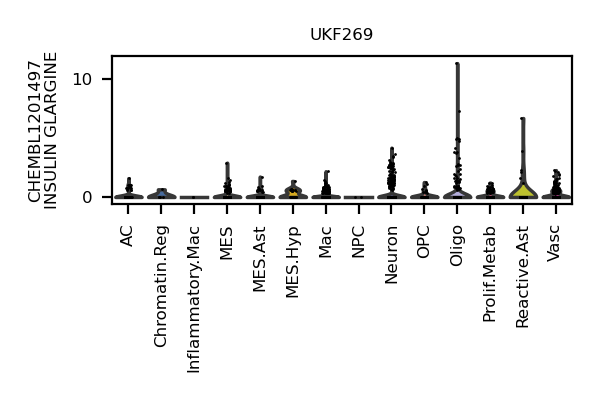 UKF269
CHEMBL1201497
INSULIN GLARGINE
10
0
AC
Chromatin.Reg
Inflammatory.Mac
MES
MES.Ast
MES.Hyp
Mac
NPC
Neuron
OPC
Oligo
Prolif.Metab
Reactive.Ast
Vasc